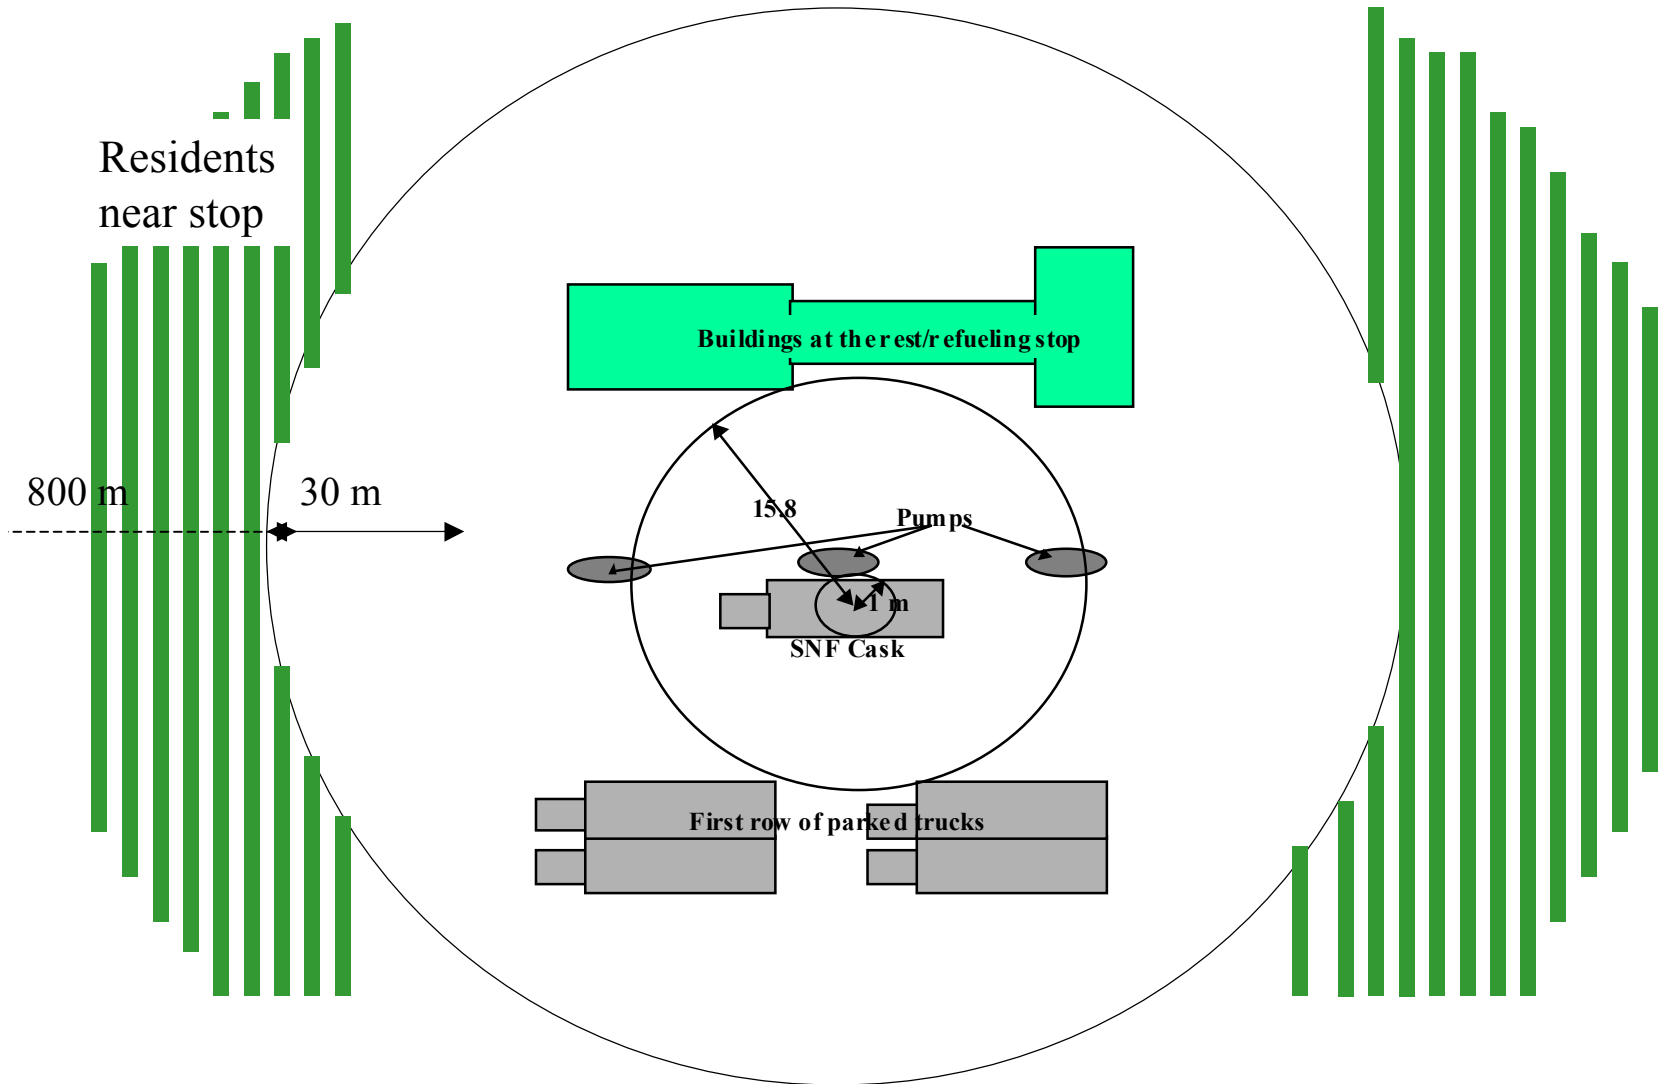 Residents
near stop
Buildings at the rest/refueling stop
800 m
30 m
15.8
Pumps
1 m
SNF Cask
First row of parked trucks